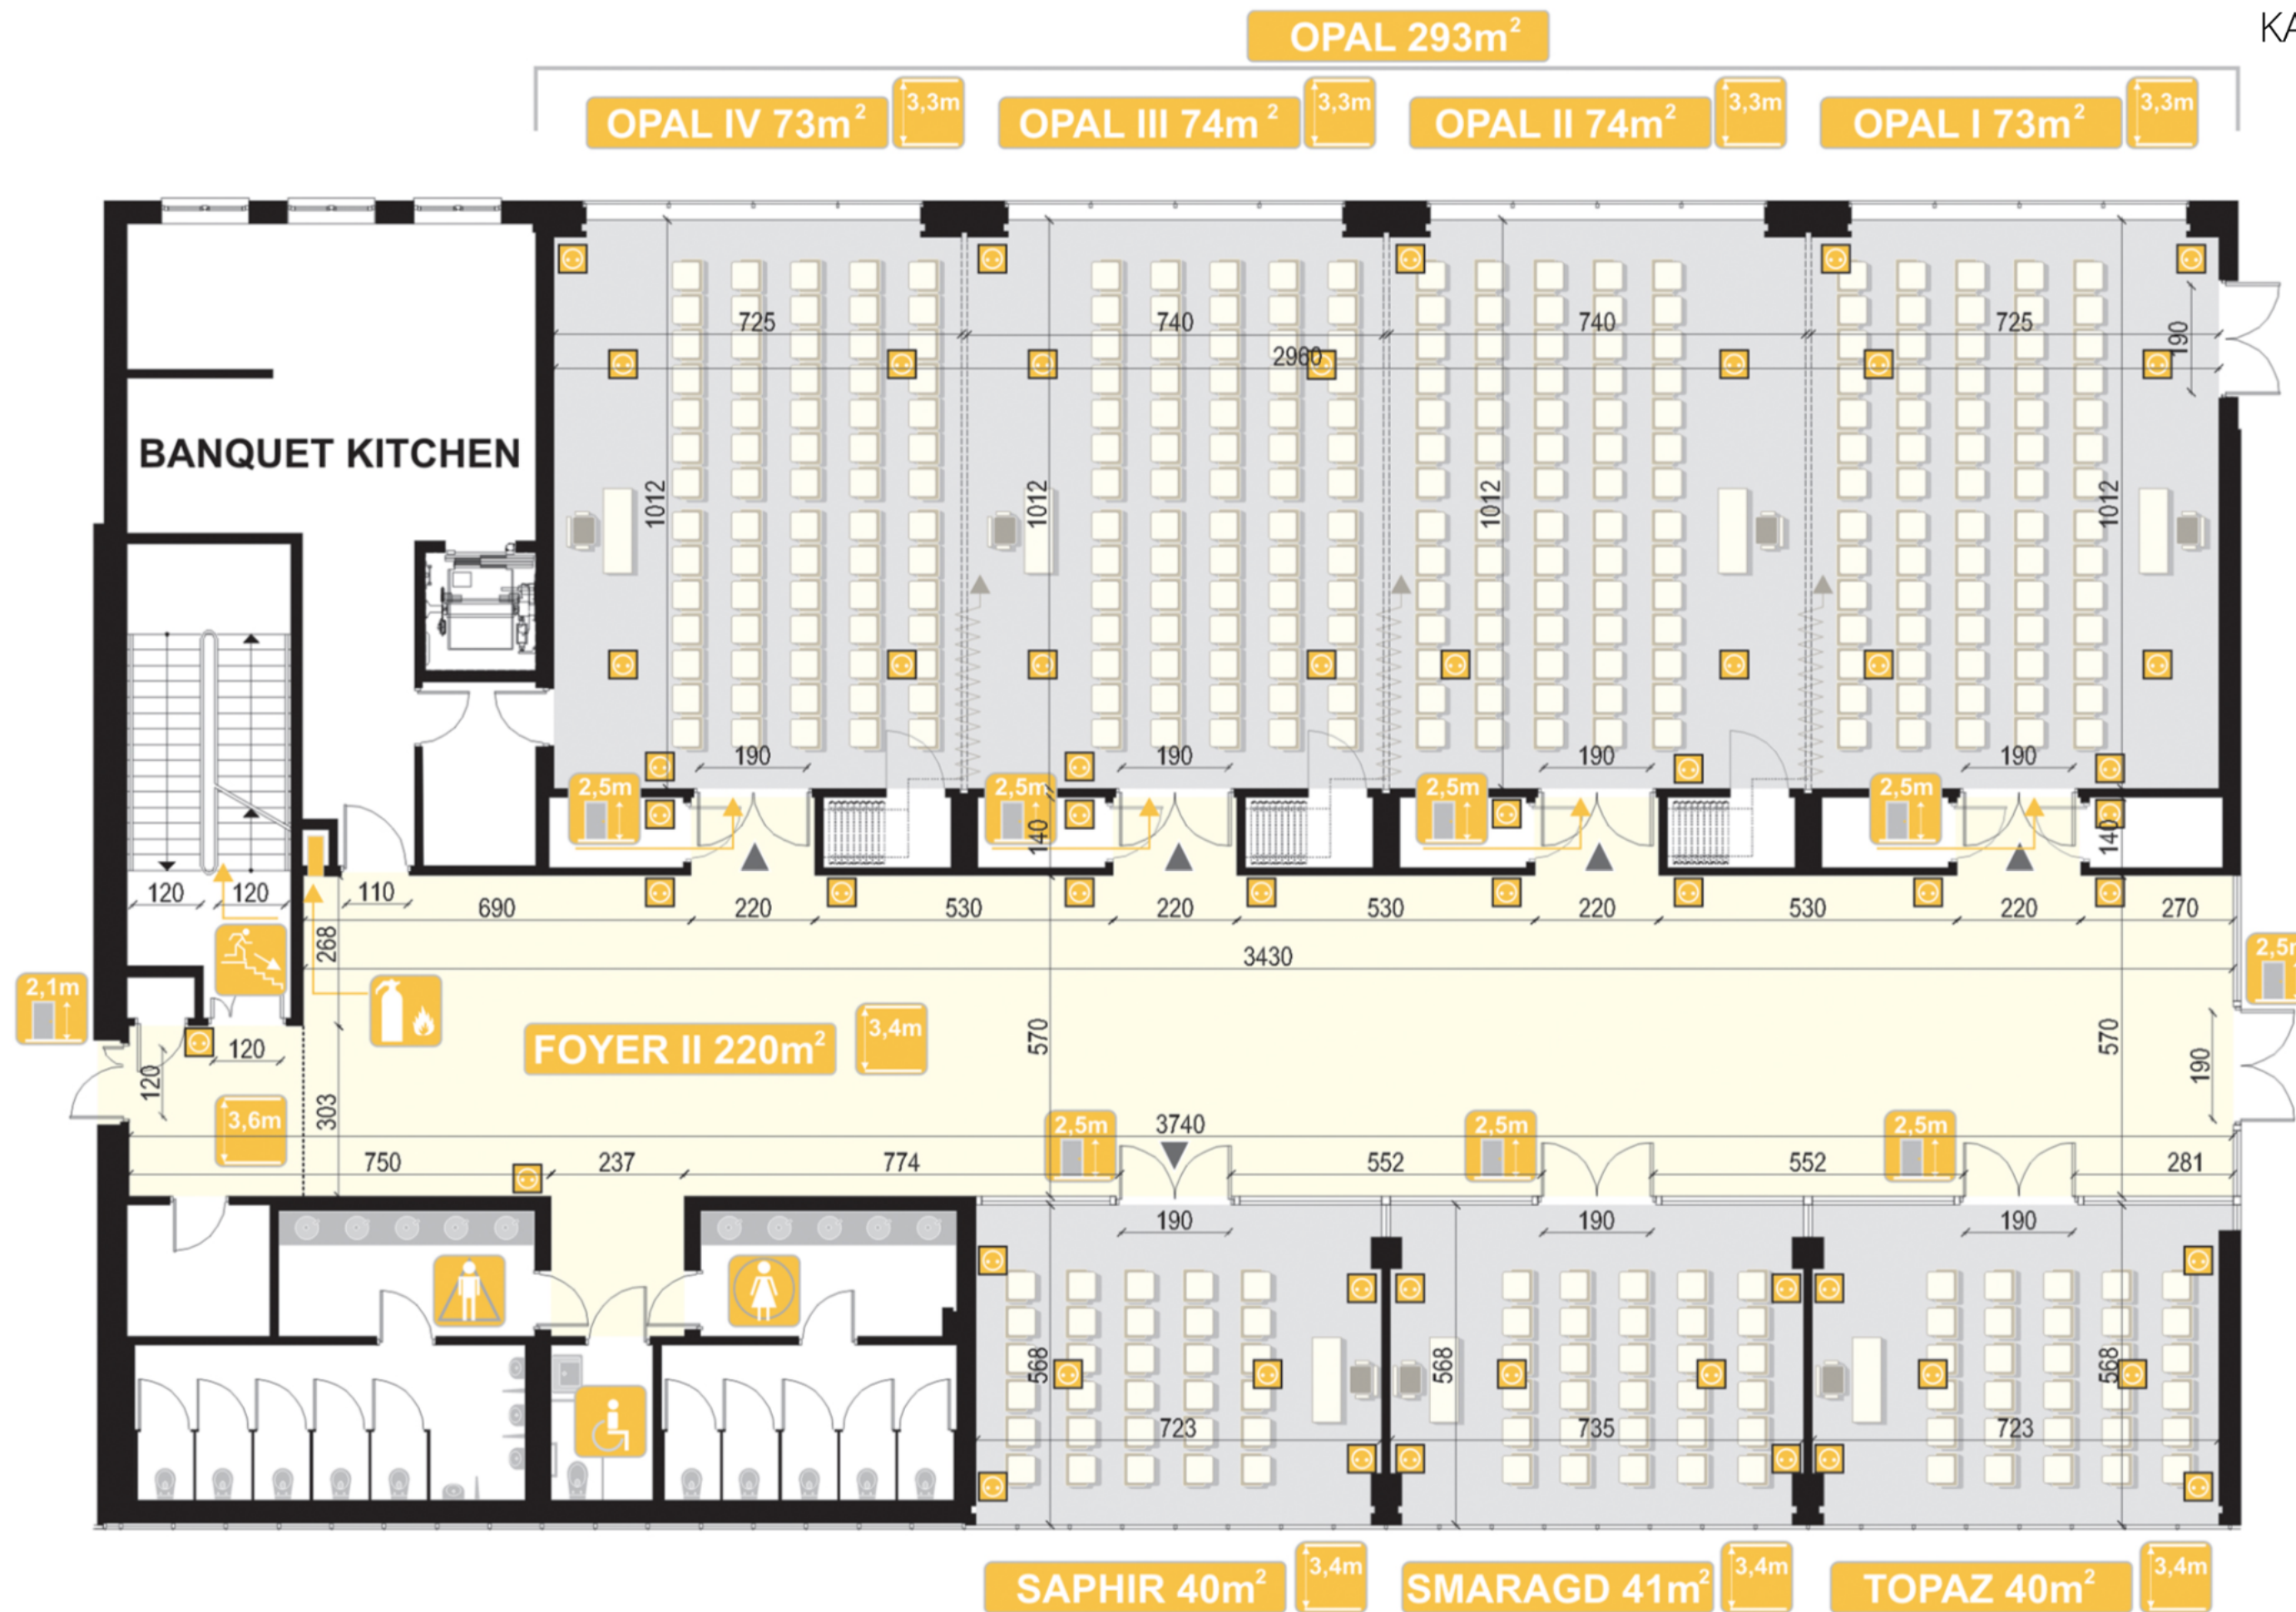 KA
OPAL 293m²
OPAL IV 73m² 3,3m OPAL III 74m² 3,3m OPAL II 74m² 3,3m OPAL I 73m² 3,3m
725 740 740 725 190
2960
BANQUET KITCHEN
1012 1012 1012 1012
190 190 190 190
2,5m 2,5m 2,5m 2,5m
140 140
120 120 110
690 220 530 220 530 220 530 220 270
268
3430
2,5m
2,1m
FOYER II 220m² 3,4m
570 570
120
120
190
3,6m
303
2,5m 3740 2,5m 2,5m
750 237 774 552 552 281
190 190 190
568 568 568
723 735 723
SAPHIR 40m² 3,4m SMARAGD 41m² 3,4m TOPAZ 40m² 3,4m